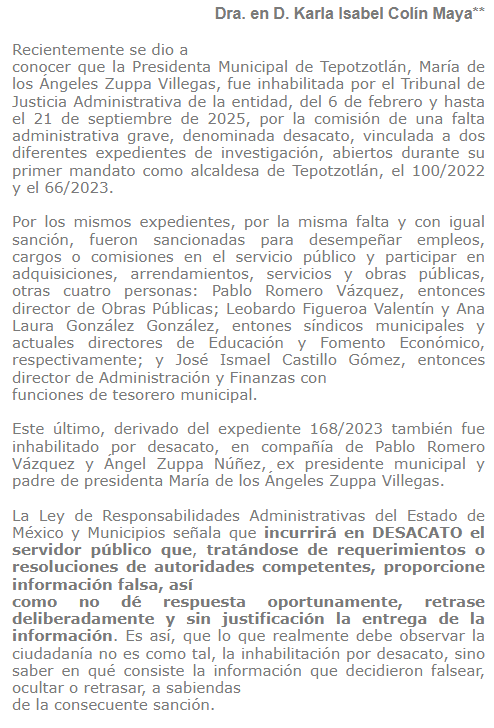 Dra. en D. Karla Isabel Colín Maya**
Recientemente se dio a
conocer que la Presidenta Municipal de Tepotzotlán, María de
los Ángeles Zuppa Villegas, fue inhabilitada por el Tribunal de
Justicia Administrativa de la entidad, del 6 de febrero y hasta
el 21 de septiembre de 2025, por la comisión de una falta
administrativa grave, denominada desacato, vinculada a dos
diferentes expedientes de investigación, abiertos durante su
primer mandato como alcaldesa de Tepotzotlán, el 100/2022
y el 66/2023.
Por los mismos expedientes, por la misma falta y con igual
sanción, fueron sancionadas para desempeñar empleos,
cargos o comisiones en el servicio público y participar en
adquisiciones, arrendamientos, servicios y obras públicas,
otras cuatro personas: Pablo Romero Vázquez, entonces
director de Obras Públicas; Leobardo Figueroa Valentín y Ana
Laura González González, entones síndicos municipales y
actuales directores de Educación y Fomento Económico,
respectivamente; y José Ismael Castillo Gómez, entonces
director de Administración y Finanzas con
funciones de tesorero municipal.
Este último, derivado del expediente 168/2023 también fue
inhabilitado por desacato, en compañía de Pablo Romero
Vázquez y Ángel Zuppa Núñez, ex presidente municipal y
padre de presidenta María de los Ángeles Zuppa Villegas.
La Ley de Responsabilidades Administrativas del Estado de
México y Municipios señala que incurrirá en DESACATO el
servidor público que, tratándose de requerimientos o
resoluciones de autoridades competentes, proporcione
información falsa, así
como no dé respuesta oportunamente, retrase
deliberadamente y sin justificación la entrega de la
información. Es así, que lo que realmente debe observar la
ciudadanía no es como tal, la inhabilitación por desacato, sino
saber en qué consiste la información que decidieron falsear,
ocultar o retrasar, a sabiendas
de la consecuente sanción.